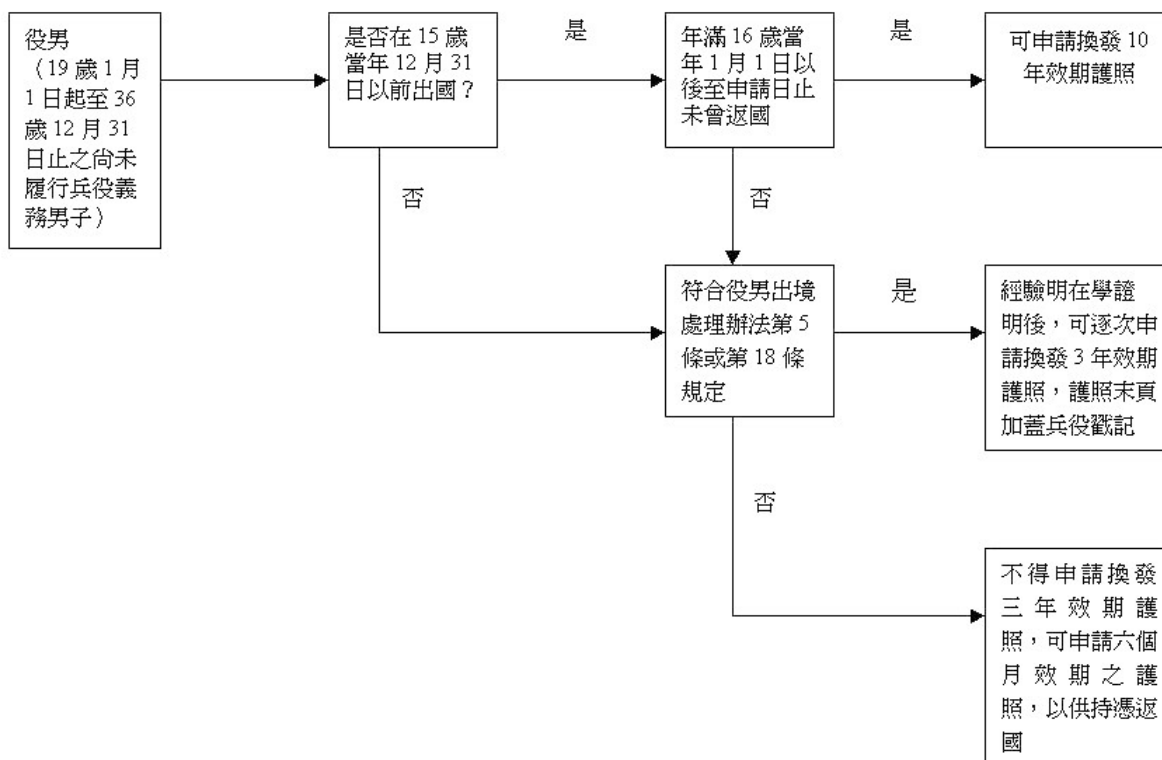 役男
（19 歲 1 月
1 日起至 36
歲 12 月 31
日止之尚未
履行兵役義
務男子）
是否在 15 歲
當年 12 月 31
日以前出國？
是
年滿 16 歲當
年 1 月 1 日以
後至申請日止
未曾返國
是
可申請換發 10
年效期護照
否
否
符合役男出境
處理辦法第 5
條或第 18 條
規定
是
經驗明在學證
明後，可逐次申
請換發 3 年效期
護照，護照末頁
加蓋兵役戳記
否
不得申請換發
三年效期護
照，可申請六個
月效期之護
照，以供持憑返
國